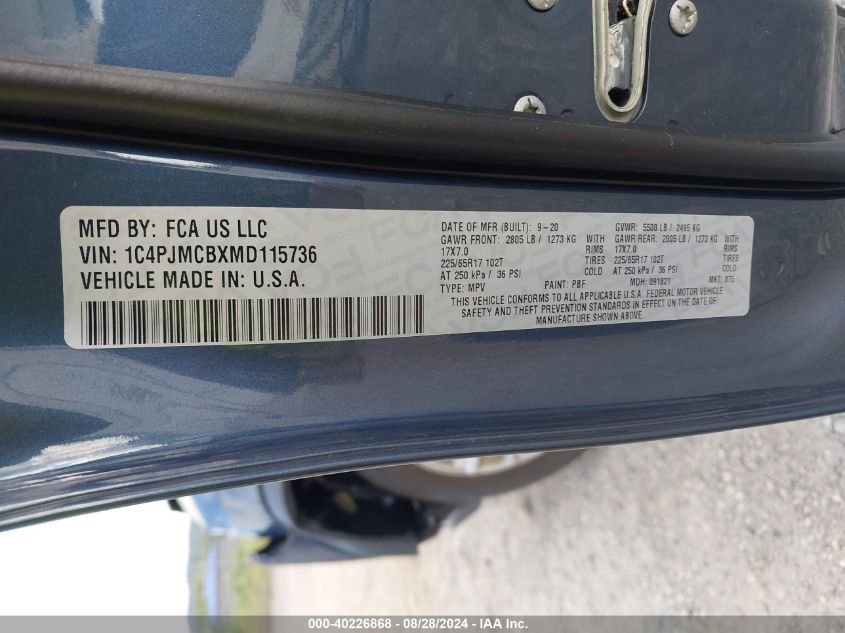 MFD BY: FCA US LLC
VIN: 1C4PJMCBXMD115736
VEHICLE MADE IN U.S.A.
DATE OF MFR (BUILT): 9-20 GVWR: 5500 LB / 2495 KG
GAWR FRONT: 2805 LB / 1273 KG WITH GAWR REAR: 2805 LB / 1273 KG WITH
17X7.0 RIMS 17X7.0 RIMS
225/65R17 102T TIRES 225/65R17 102T TIRES
AT 250 kPa / 36 PSI COLD AT 250 kPa / 36 PSI COLD
TYPE: MPV PAINT: PBF MDH: 091821 MKT: 875
THIS VEHICLE CONFORMS TO ALL APPLICABLE U.S.A. FEDERAL MOTOR VEHICLE
SAFETY AND THEFT PREVENTION STANDARDS IN EFFECT ON THE DATE OF
MANUFACTURE SHOWN ABOVE.
000-40226868 - 08/28/2024 - IAA Inc.